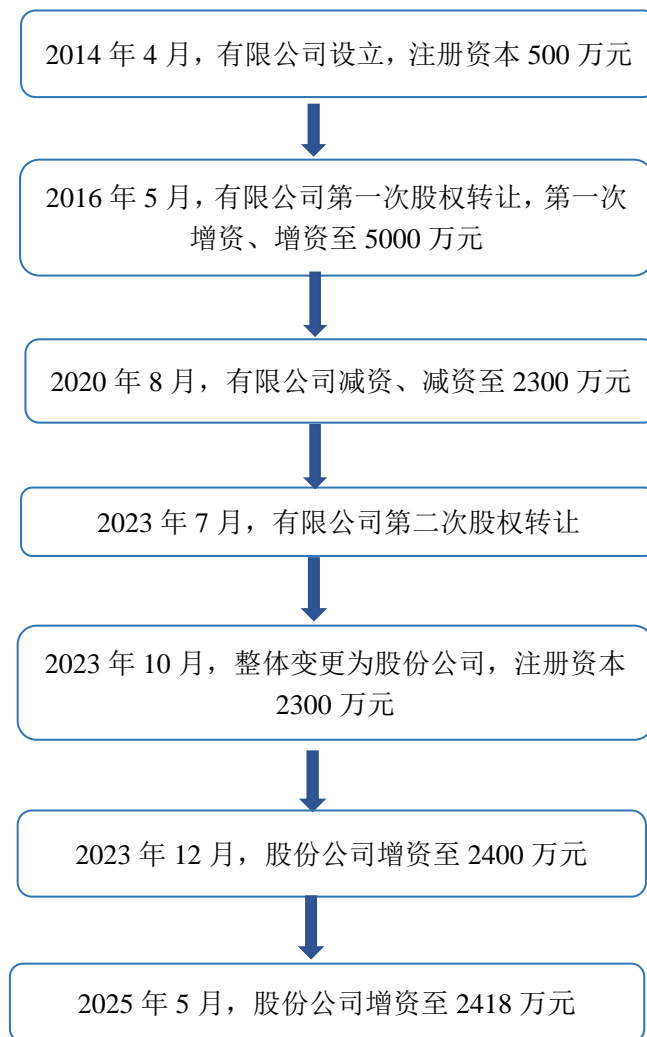 2014 年 4 月，有限公司设立，注册资本 500 万元
2016 年 5 月，有限公司第一次股权转让，第一次
增资、增资至 5000 万元
2020 年 8 月，有限公司减资、减资至 2300 万元
2023 年 7 月，有限公司第二次股权转让
2023 年 10 月，整体变更为股份公司，注册资本
2300 万元
2023 年 12 月，股份公司增资至 2400 万元
2025 年 5 月，股份公司增资至 2418 万元